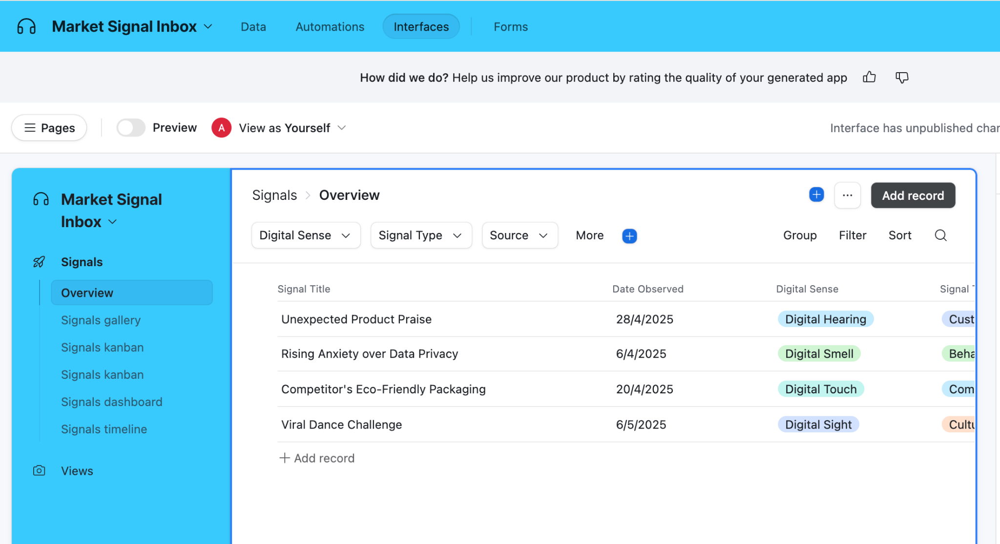 Market Signal Inbox Data Automations Interfaces Forms
How did we do? Help us improve our product by rating the quality of your generated app
Pages Preview A View as Yourself Interface has unpublished
Market Signal
Inbox
Signals
Overview
Signals gallery
Signals kanban
Signals kanban
Signals dashboard
Signals timeline
Views
Signals > Overview ... Add record
Digital Sense Signal Type Source More Group Filter Sort
Signal Title Date Observed Digital Sense Signal
Unexpected Product Praise 28/4/2025 Digital Hearing
Rising Anxiety over Data Privacy 6/4/2025 Digital Smell
Competitor's Eco-Friendly Packaging 20/4/2025 Digital Touch
Viral Dance Challenge 6/5/2025 Digital Sight
+ Add record